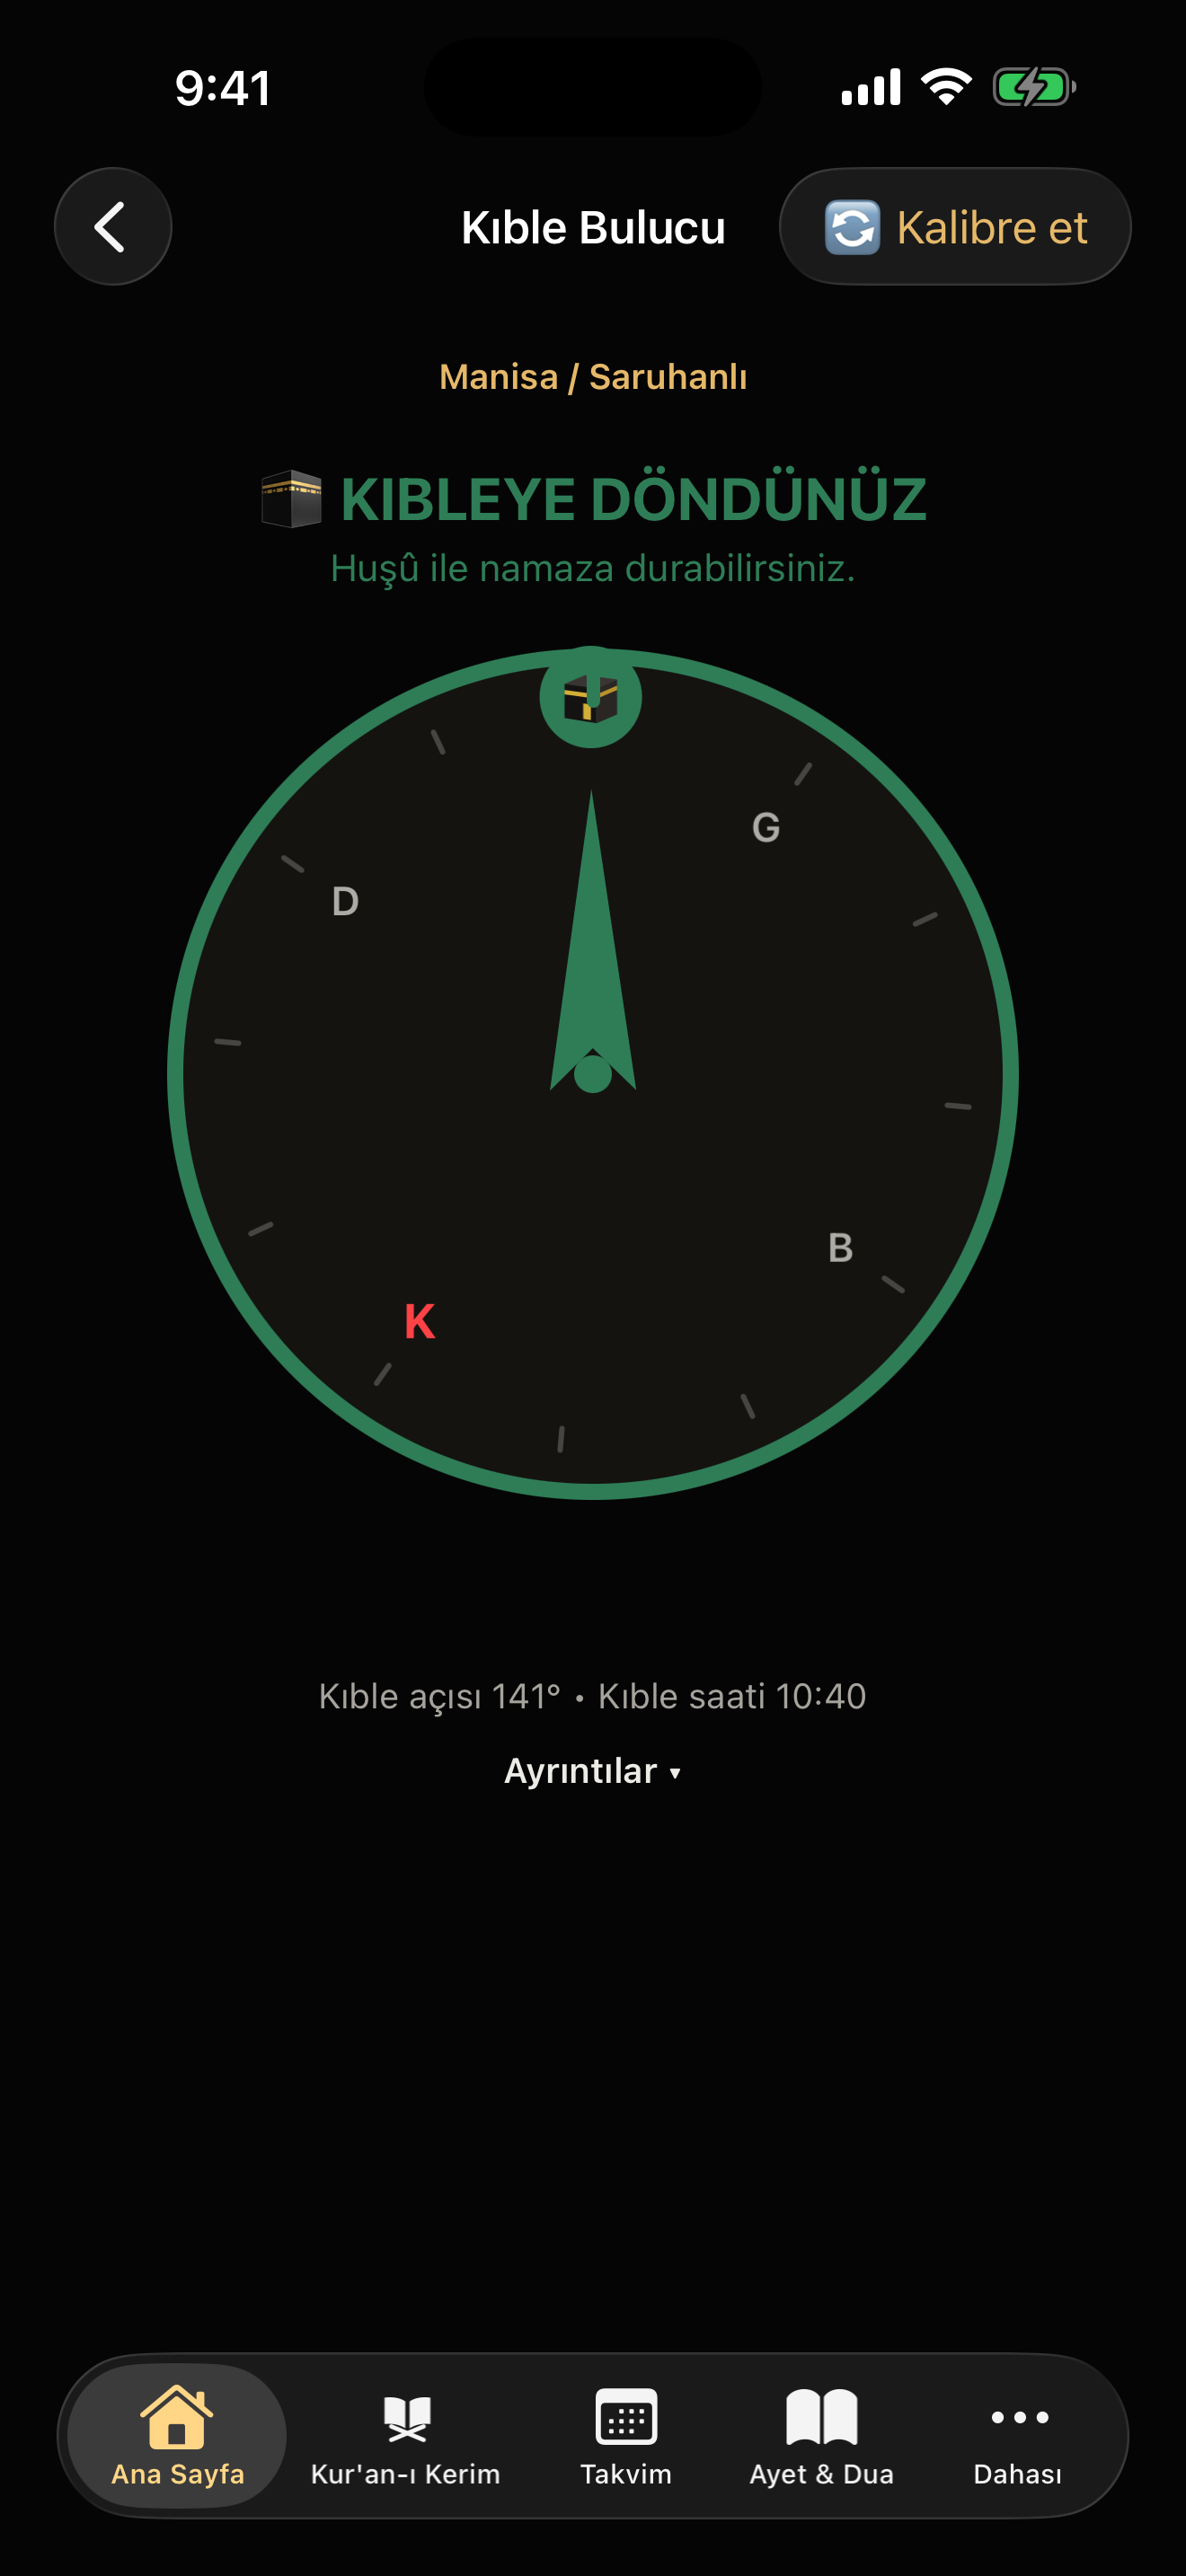 9:41
Kıble Bulucu
Kalibre et
Manisa / Saruhanlı
KIBLEYE DÖNDÜNÜZ
Huşû ile namaza durabilirsiniz.
G
D
B
K
Kıble açısı 141° • Kıble saati 10:40
Ayrıntılar ▾
Ana Sayfa
Kur'an-ı Kerim
Takvim
Ayet & Dua
Dahası